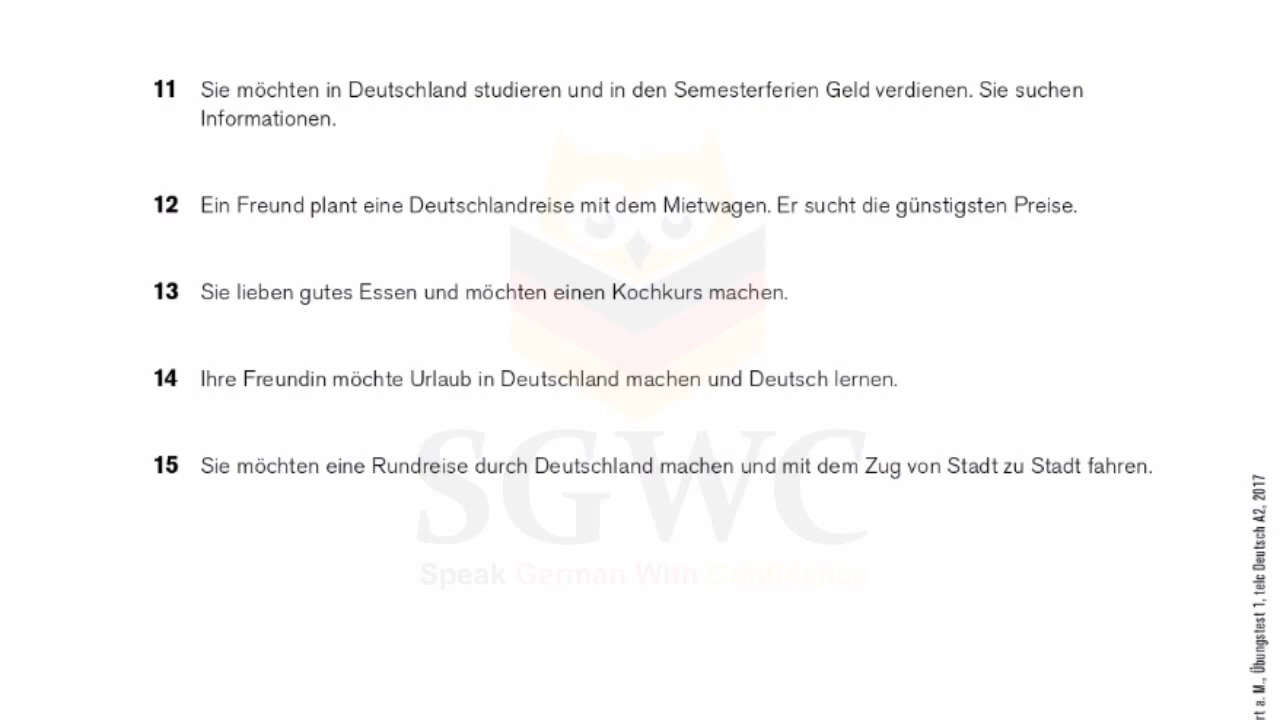 11 Sie möchten in Deutschland studieren und in den Semesterferien Geld verdienen. Sie suchen
Informationen.
12 Ein Freund plant eine Deutschlandreise mit dem Mietwagen. Er sucht die günstigsten Preise.
13 Sie lieben gutes Essen und möchten einen Kochkurs machen.
14 Ihre Freundin möchte Urlaub in Deutschland machen und Deutsch lernen.
15 Sie möchten eine Rundreise durch Deutschland machen und mit dem Zug von Stadt zu Stadt fahren.
SGWC
Speak German With Confidence
rt a. M., Übungstest 1, telc Deutsch A2, 2017